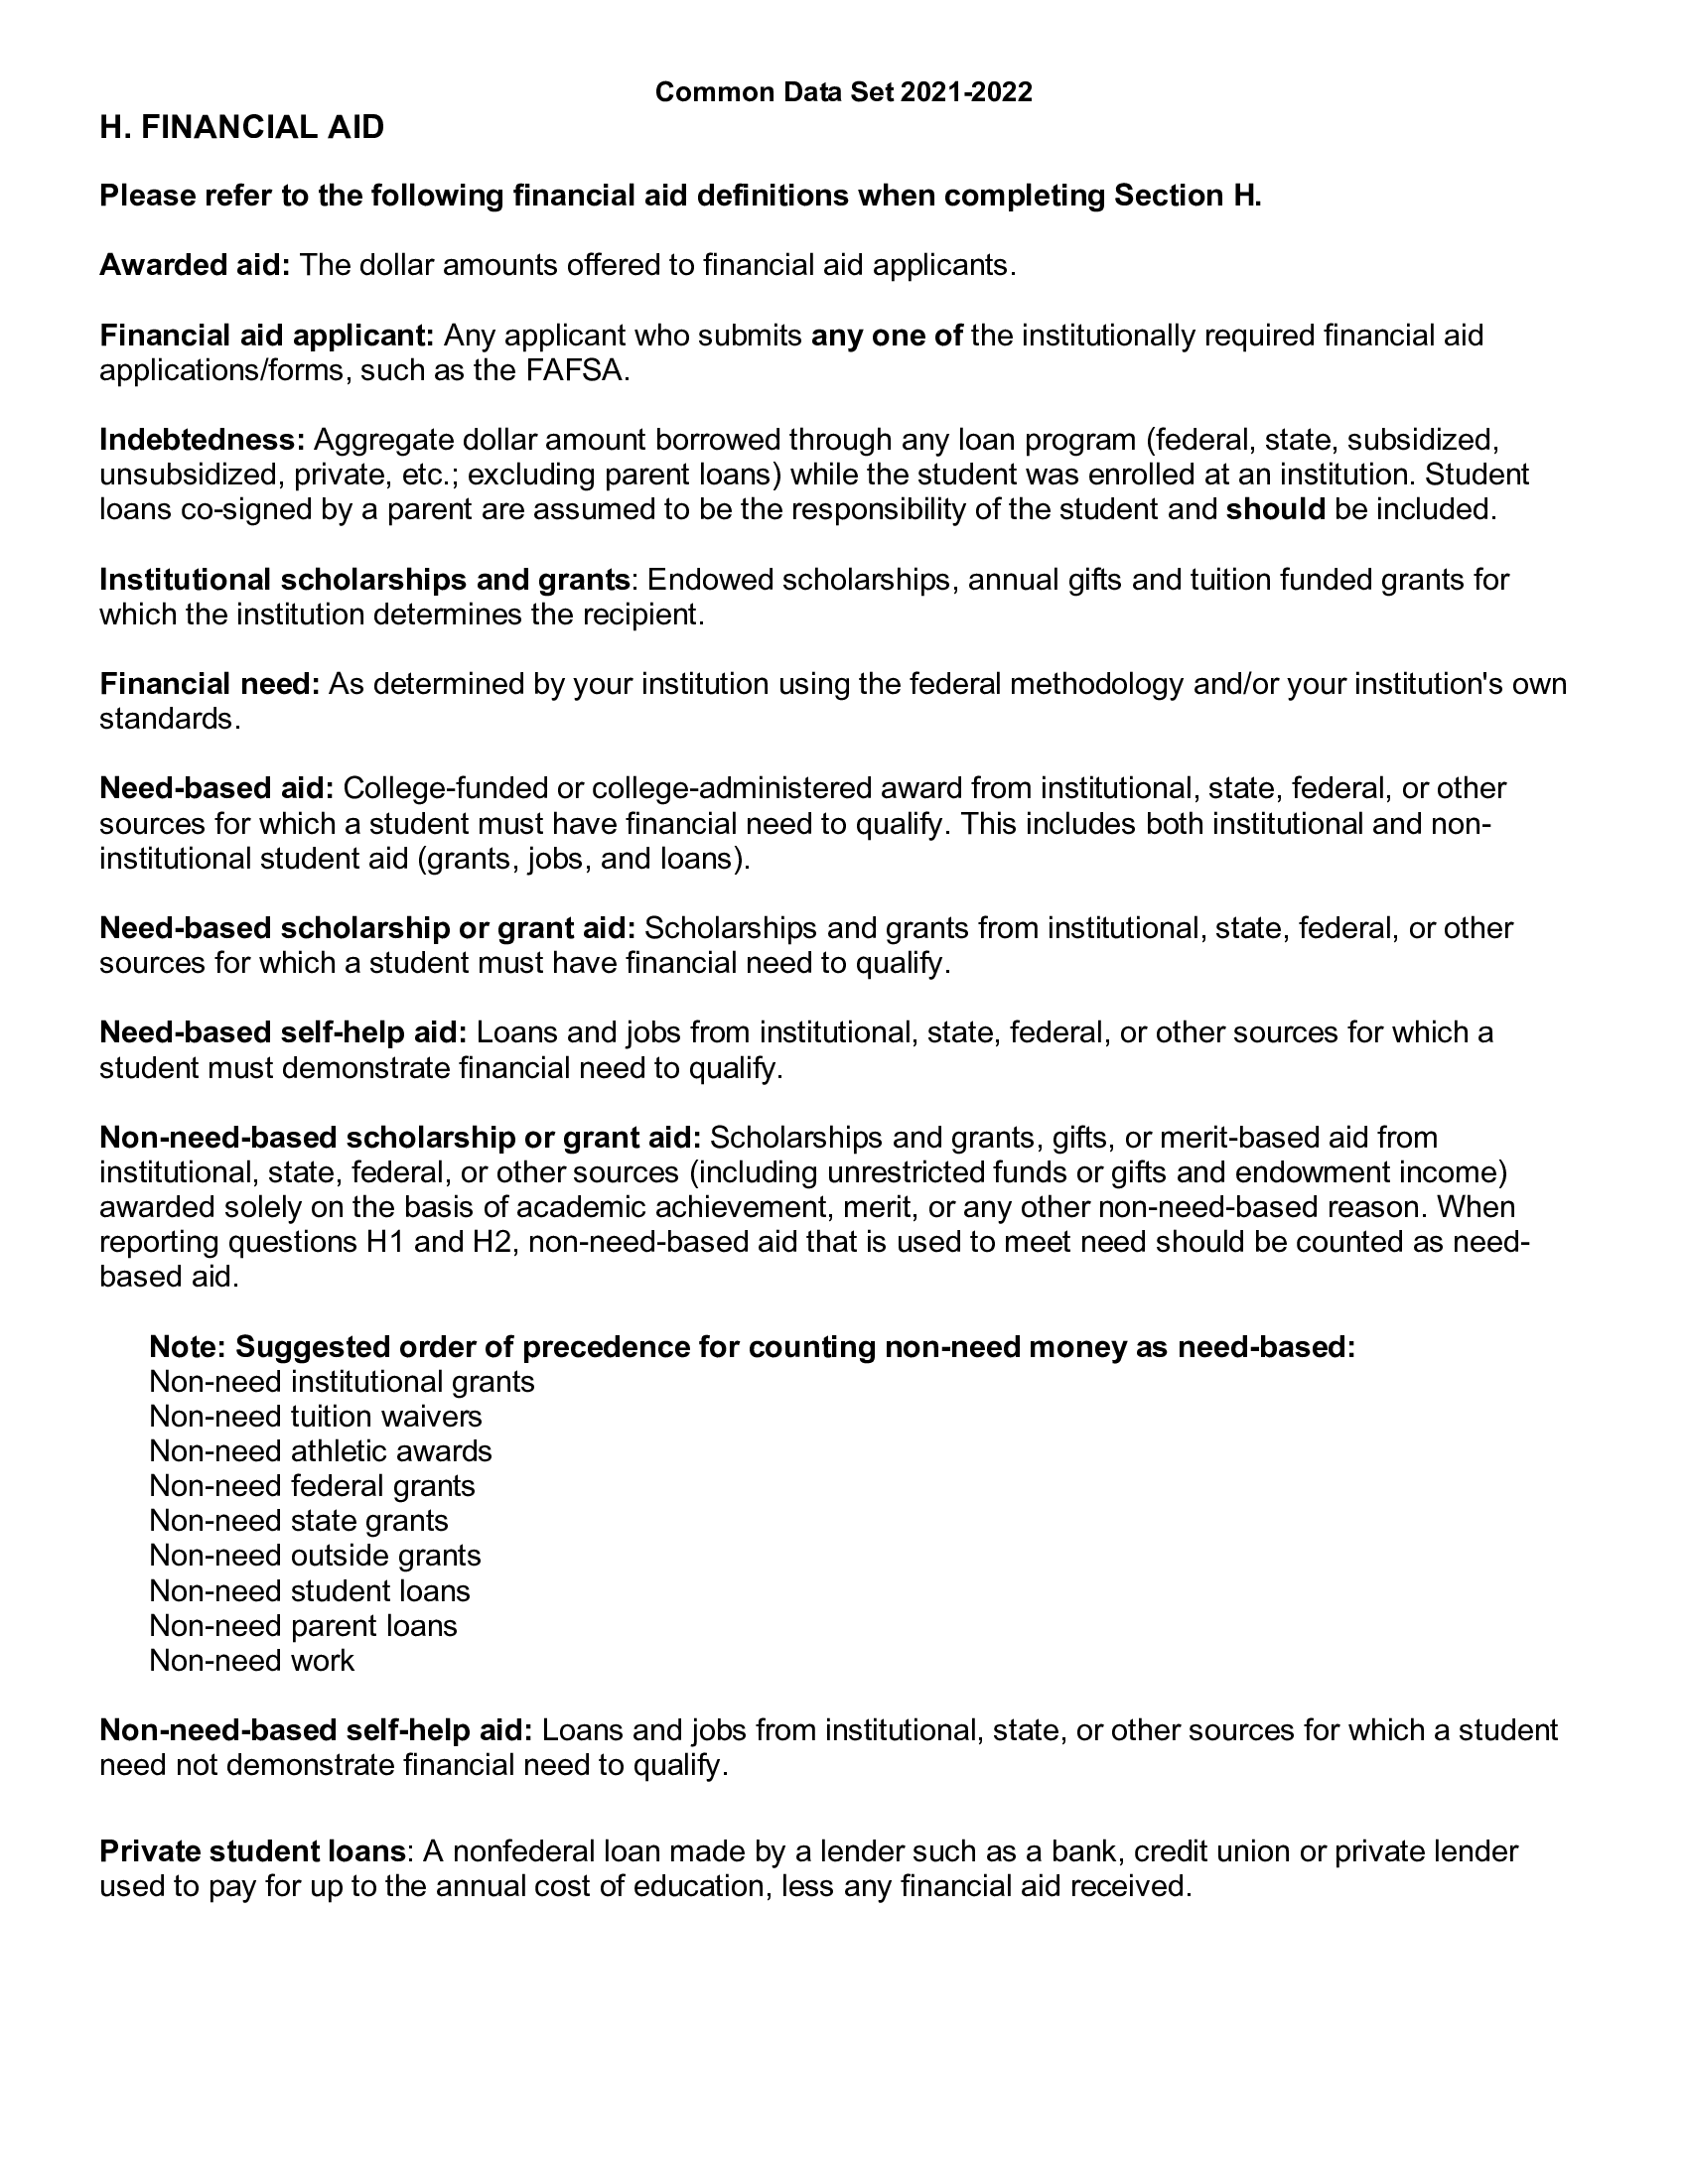 Common Data Set 2021-2022
H. FINANCIAL AID
Please refer to the following financial aid definitions when completing Section H.
Awarded aid: The dollar amounts offered to financial aid applicants.
Financial aid applicant: Any applicant who submits any one of the institutionally required financial aid
applications/forms, such as the FAFSA.
Indebtedness: Aggregate dollar amount borrowed through any loan program (federal, state, subsidized,
unsubsidized, private, etc.; excluding parent loans) while the student was enrolled at an institution. Student
loans co-signed by a parent are assumed to be the responsibility of the student and should be included.
Institutional scholarships and grants: Endowed scholarships, annual gifts and tuition funded grants for
which the institution determines the recipient.
Financial need: As determined by your institution using the federal methodology and/or your institution's own
standards.
Need-based aid: College-funded or college-administered award from institutional, state, federal, or other
sources for which a student must have financial need to qualify. This includes both institutional and non-
institutional student aid (grants, jobs, and loans).
Need-based scholarship or grant aid: Scholarships and grants from institutional, state, federal, or other
sources for which a student must have financial need to qualify.
Need-based self-help aid: Loans and jobs from institutional, state, federal, or other sources for which a
student must demonstrate financial need to qualify.
Non-need-based scholarship or grant aid: Scholarships and grants, gifts, or merit-based aid from
institutional, state, federal, or other sources (including unrestricted funds or gifts and endowment income)
awarded solely on the basis of academic achievement, merit, or any other non-need-based reason. When
reporting questions H1 and H2, non-need-based aid that is used to meet need should be counted as need-
based aid.
Note: Suggested order of precedence for counting non-need money as need-based:
Non-need institutional grants
Non-need tuition waivers
Non-need athletic awards
Non-need federal grants
Non-need state grants
Non-need outside grants
Non-need student loans
Non-need parent loans
Non-need work
Non-need-based self-help aid: Loans and jobs from institutional, state, or other sources for which a student
need not demonstrate financial need to qualify.
Private student loans: A nonfederal loan made by a lender such as a bank, credit union or private lender
used to pay for up to the annual cost of education, less any financial aid received.